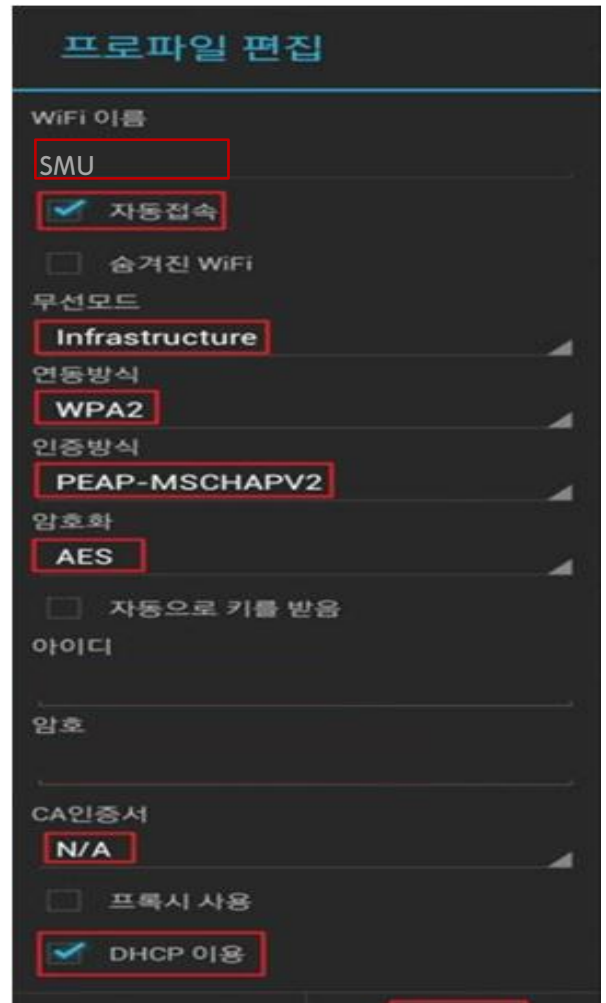 프로파일 편집
WiFi 이름
SMU
자동접속
숨겨진 WiFi
무선모드
Infrastructure
연동방식
WPA2
인증방식
PEAP-MSCHAPV2
암호화
AES
자동으로 키를 받음
아이디
암호
CA인증서
N/A
프록시 사용
DHCP 이용